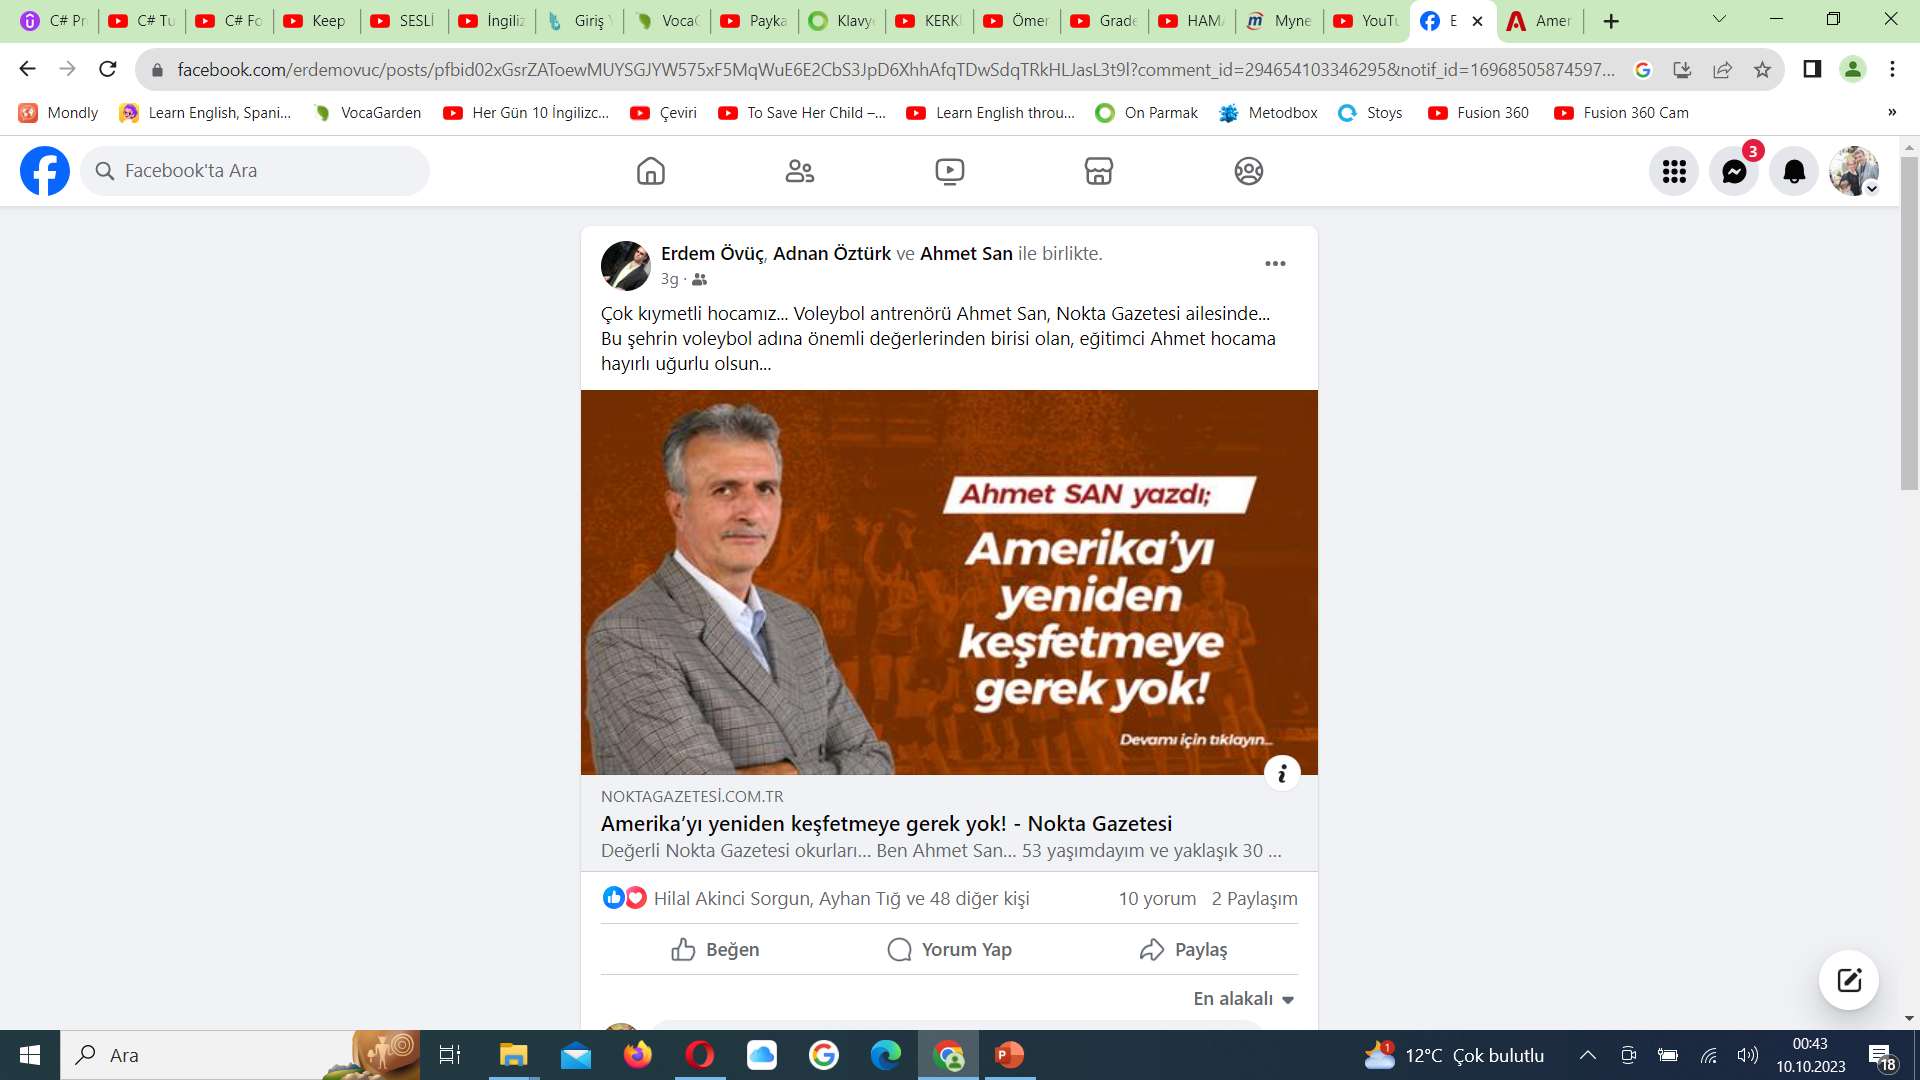 C# Pr
C# Tu
C# Fo
Keep
SESLİ
İngiliz
Giriş Y
VocaG
Payka
Klavye
KERKÜ
Ömer
Grade
HAMA
Myne
YouTu
E
Amer
facebook.com/erdemovuc/posts/pfbid02xGsrZAToewMUYSGJYW575xF5MqWuE6E2CbS3JpD6XhhAfqTDwSdqTRkHLJasL3t9l?comment_id=294654103346295&notif_id=16968505874597...
Mondly
Learn English, Spani...
VocaGarden
Her Gün 10 İngilizc...
Çeviri
To Save Her Child –...
Learn English throu...
On Parmak
Metodbox
Stoys
Fusion 360
Fusion 360 Cam
»
Facebook'ta Ara
3
Erdem Övüç, Adnan Öztürk ve Ahmet San ile birlikte.
3g ·
Çok kıymetli hocamız... Voleybol antrenörü Ahmet San, Nokta Gazetesi ailesinde...
Bu şehrin voleybol adına önemli değerlerinden birisi olan, eğitimci Ahmet hocama
hayırlı uğurlu olsun...
Ahmet SAN yazdı;
Amerika’yı
yeniden
keşfetmeye
gerek yok!
Devamı için tıklayın...
NOKTAGAZETESİ.COM.TR
Amerika’yı yeniden keşfetmeye gerek yok! - Nokta Gazetesi
Değerli Nokta Gazetesi okurları... Ben Ahmet San... 53 yaşımdayım ve yaklaşık 30 ...
Hilal Akinci Sorgun, Ayhan Tığ ve 48 diğer kişi
10 yorum 2 Paylaşım
Beğen
Yorum Yap
Paylaş
En alakalı
Ara
1
12°C Çok bulutlu
00:43
10.10.2023
18